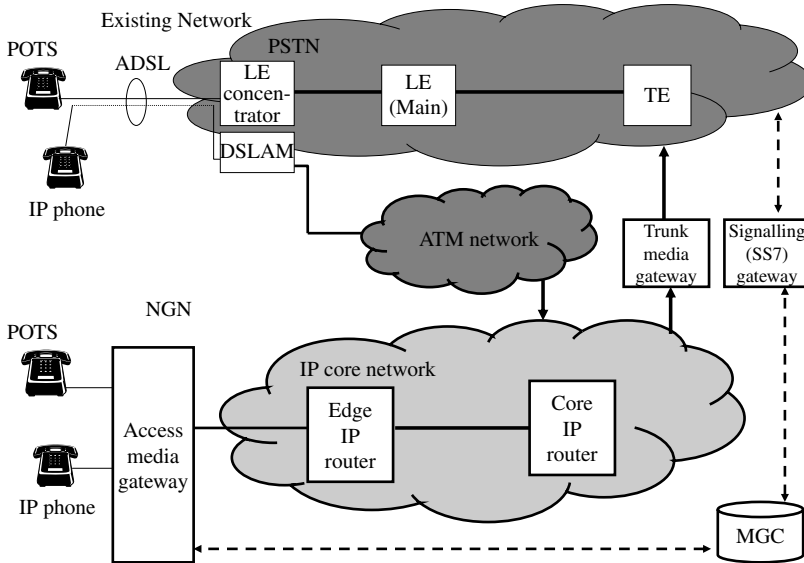 Existing Network
POTS
ADSL
PSTN
LE
concen-
trator
LE
(Main)
TE
DSLAM
IP phone
ATM network
Trunk
media
gateway
Signalling
(SS7)
gateway
NGN
POTS
IP core network
Access
media
gateway
Edge
IP
router
Core
IP
router
IP phone
MGC